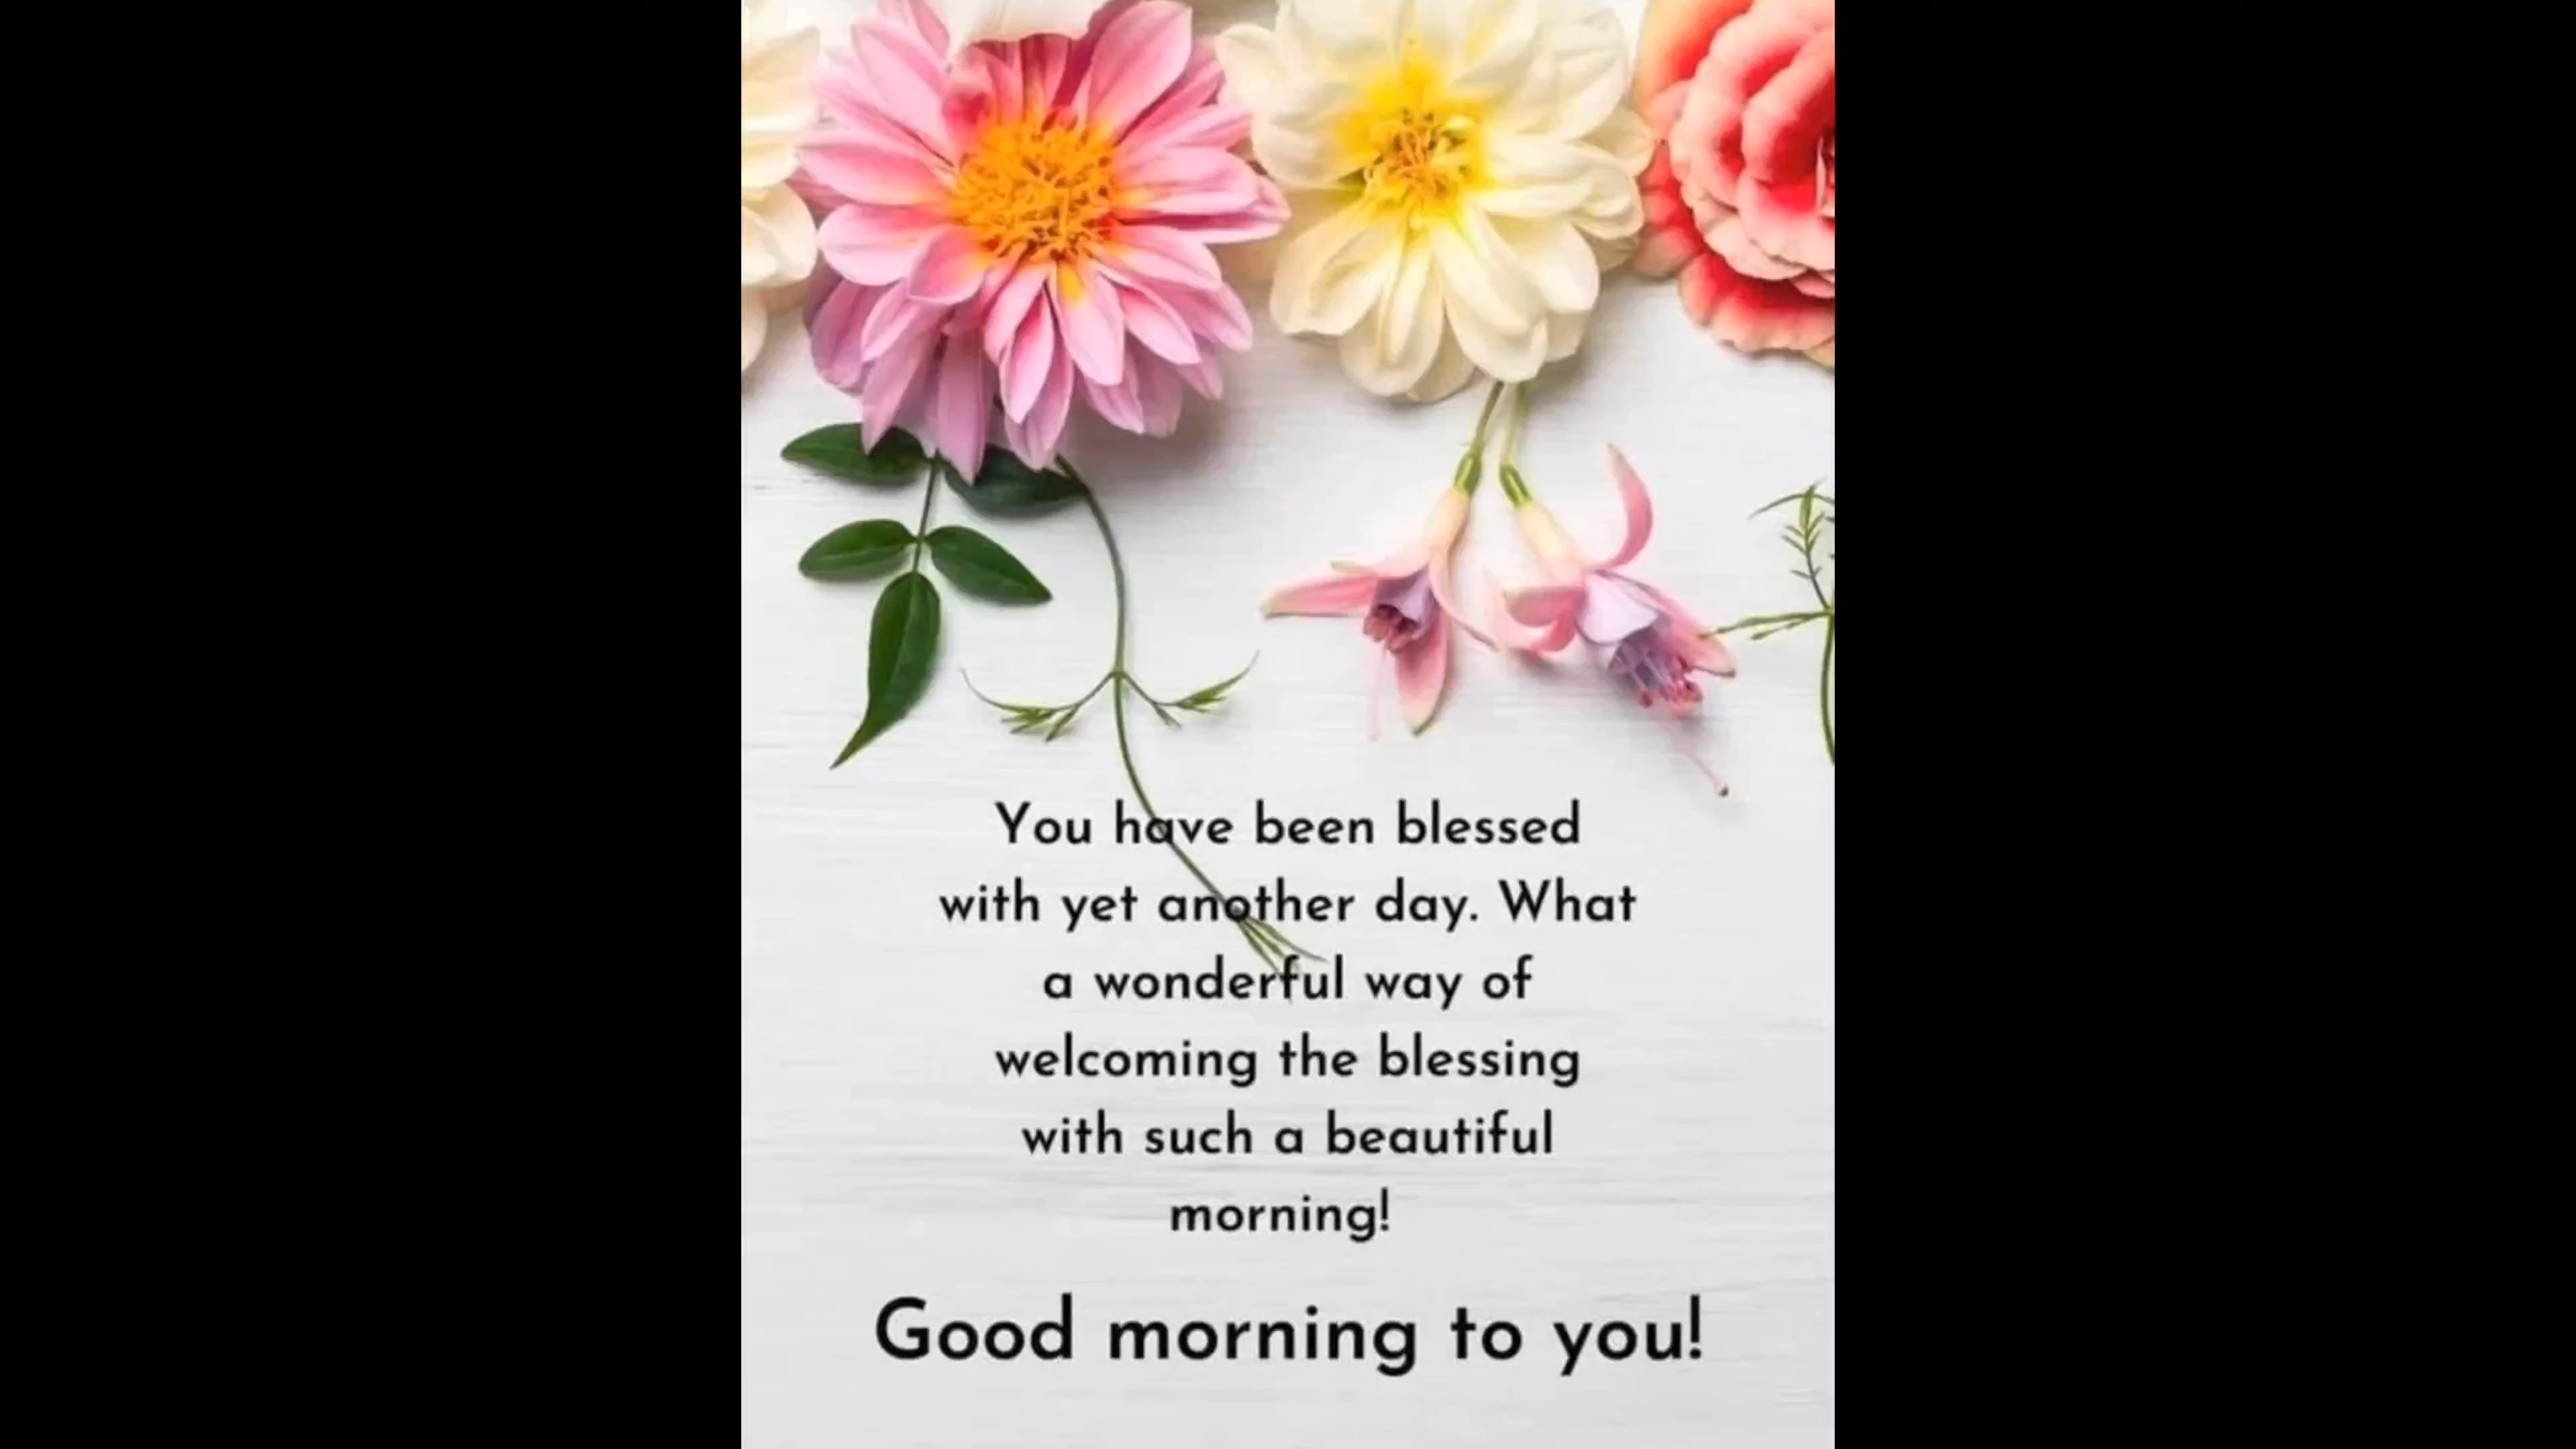 You have been blessed
with yet another day. What
a wonderful way of
welcoming the blessing
with such a beautiful
morning!
Good morning to you!